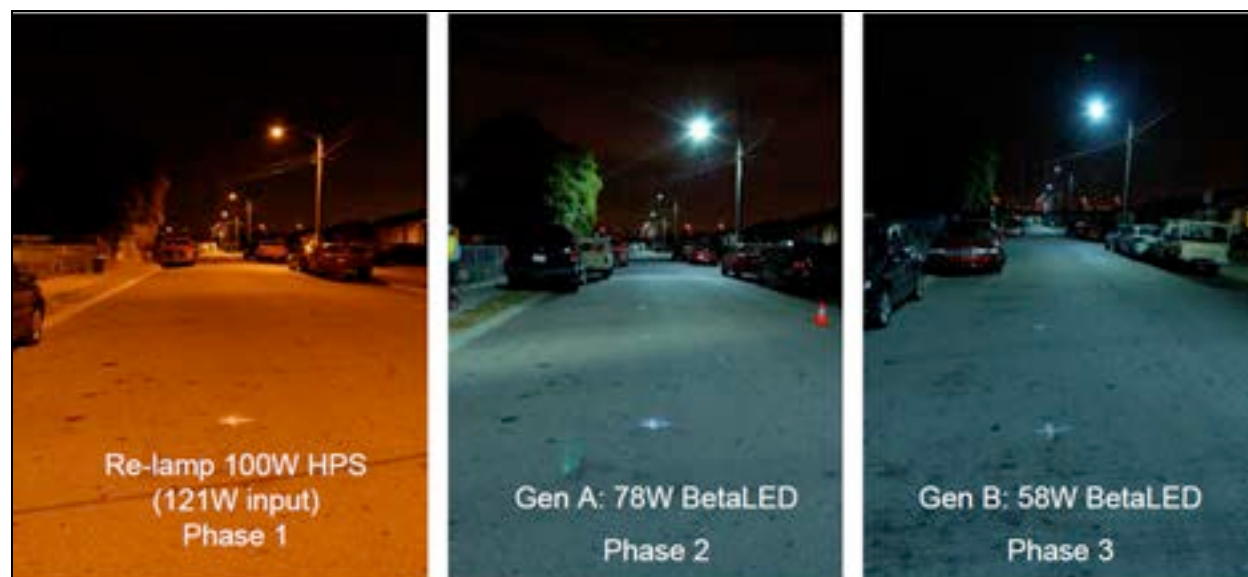 Re-lamp 100W HPS
(121W input)
Phase 1
Gen A: 78W BetaLED
Phase 2
Gen B: 58W BetaLED
Phase 3